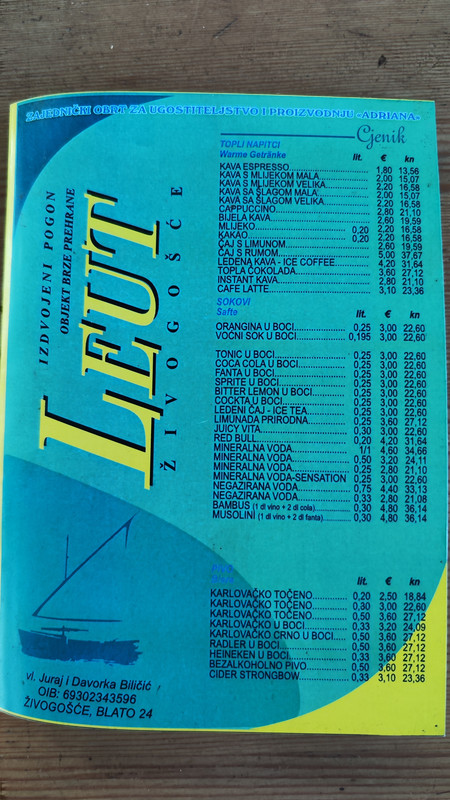 ZAJEDNIČKI OBRT ZA UGOSTITELJSTVO I PROIZVODNJU «ADRIANA»
Cjenik
IZDVOJENI POGON
OBJEKT BRZE PREHRANE
LEUT
ŽIVOGOŠĆE
TOPLI NAPITCI
Warme Getränke lit. € kn
KAVA ESPRESSO 1,80 13,56
KAVA S MLIJEKOM MALA 2,00 15,07
KAVA S MLIJEKOM VELIKA 2,20 16,58
KAVA SA ŠLAGOM MALA 2,00 15,07
KAVA SA ŠLAGOM VELIKA 2,20 16,58
CAPPUCCINO 2,80 21,10
BIJELA KAVA 2,60 19,59
MLIJEKO 0,20 2,20 16,58
KAKAO 0,20 2,20 16,58
ČAJ S LIMUNOM 2,60 19,59
ČAJ S RUMOM 5,00 37,67
LEDENA KAVA - ICE COFFEE 4,20 31,64
TOPLA ČOKOLADA 3,60 27,12
INSTANT KAVA 2,80 21,10
CAFE LATTE 3,10 23,36
SOKOVI
Safte lit. € kn
ORANGINA U BOCI 0,25 3,00 22,60
VOĆNI SOK U BOCI 0,195 3,00 22,60
TONIC U BOCI 0,25 3,00 22,60
COCA COLA U BOCI 0,25 3,00 22,60
FANTA U BOCI 0,25 3,00 22,60
SPRITE U BOCI 0,25 3,00 22,60
BITTER LEMON U BOCI 0,25 3,00 22,60
COCKTA U BOCI 0,25 3,00 22,60
LEDENI ČAJ - ICE TEA 0,25 3,00 22,60
LIMUNADA PRIRODNA 0,25 3,60 27,12
JUICY VITA 0,30 3,00 22,60
RED BULL 0,20 4,20 31,64
MINERALNA VODA 1/1 4,60 34,66
MINERALNA VODA 0,50 3,20 24,11
MINERALNA VODA 0,25 2,80 21,10
MINERALNA VODA-SENSATION 0,25 3,00 22,60
NEGAZIRANA VODA 0,75 4,40 33,13
NEGAZIRANA VODA 0,33 2,80 21,08
BAMBUS (1 dl vino + 2 dl cola) 0,30 4,80 36,14
MUSOLINI (1 dl vino + 2 dl fanta) 0,30 4,80 36,14
lit. € kn
KARLOVAČKO TOČENO 0,20 2,50 18,84
KARLOVAČKO TOČENO 0,30 3,00 22,60
KARLOVAČKO TOČENO 0,50 3,60 27,12
KARLOVAČKO U BOCI 0,33 3,20 24,09
KARLOVAČKO CRNO U BOCI 0,50 3,60 27,12
RADLER U BOCI 0,50 3,60 27,12
HEINEKEN U BOCI 0,50 3,60 27,12
BEZALKOHOLNO PIVO 0,50 3,60 27,12
CIDER STRONGBOW 0,33 3,10 23,36
vl. Juraj i Davorka Biličić
OIB: 69302343596
ŽIVOGOŠĆE, BLATO 24